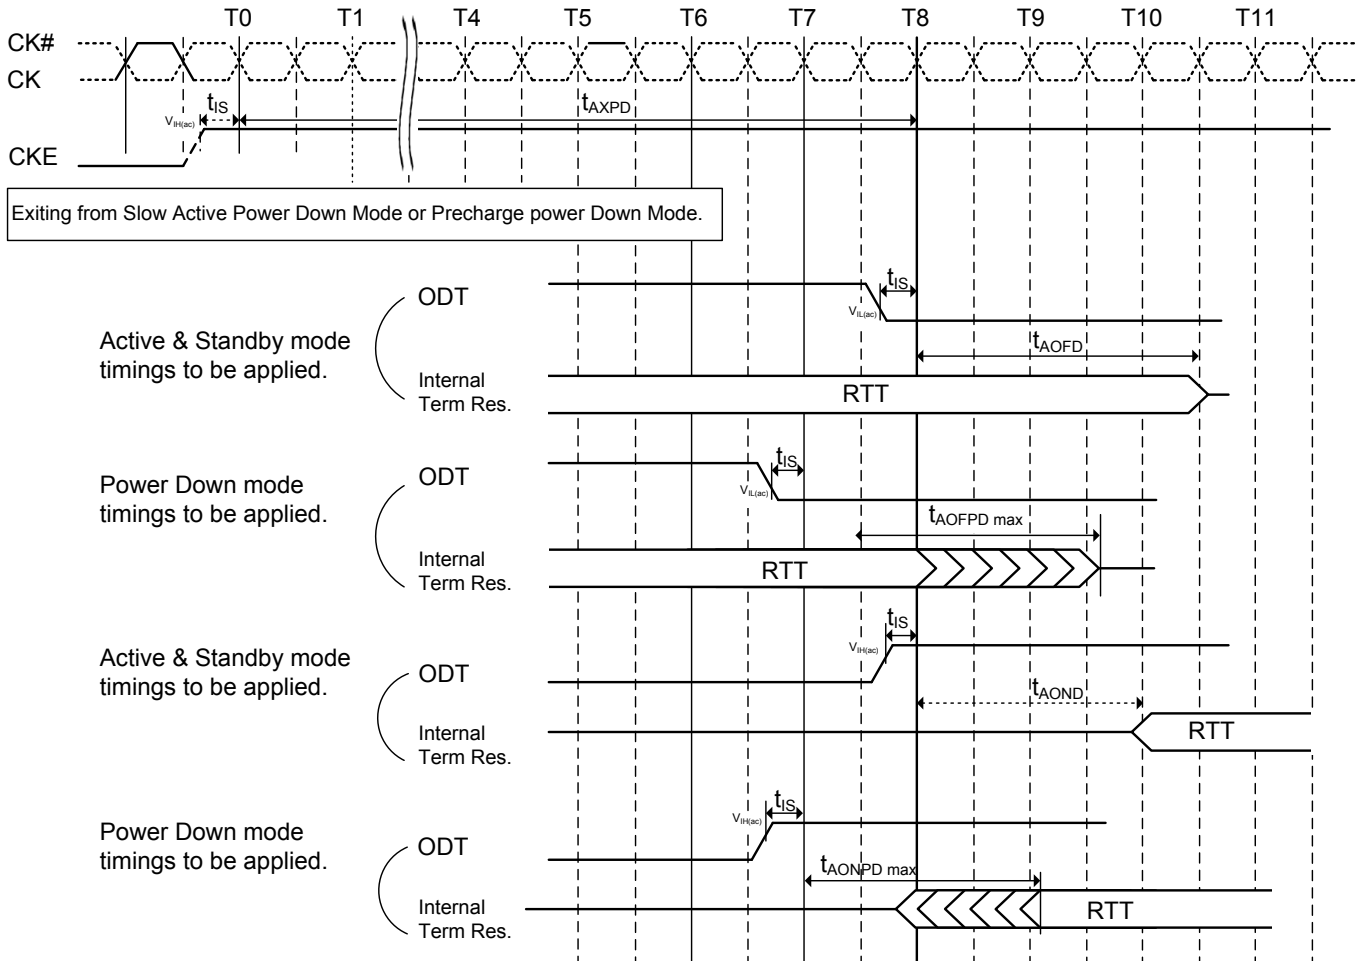 T0 T1 T4 T5 T6 T7 T8 T9 T10 T11
CK#
CK
tIS tAXPD
VIH(ac)
CKE
Exiting from Slow Active Power Down Mode or Precharge power Down Mode.
tIS
ODT
VIL(ac)
Active & Standby mode
timings to be applied.
tAOFD
Internal
Term Res.
RTT
tIS
ODT
VIL(ac)
Power Down mode
timings to be applied.
tAOFPD max
Internal
Term Res.
RTT
tIS
VIH(ac)
Active & Standby mode
timings to be applied.
ODT
tAOND
Internal
Term Res.
RTT
tIS
VIH(ac)
Power Down mode
timings to be applied.
ODT
tAONPD max
Internal
Term Res.
RTT